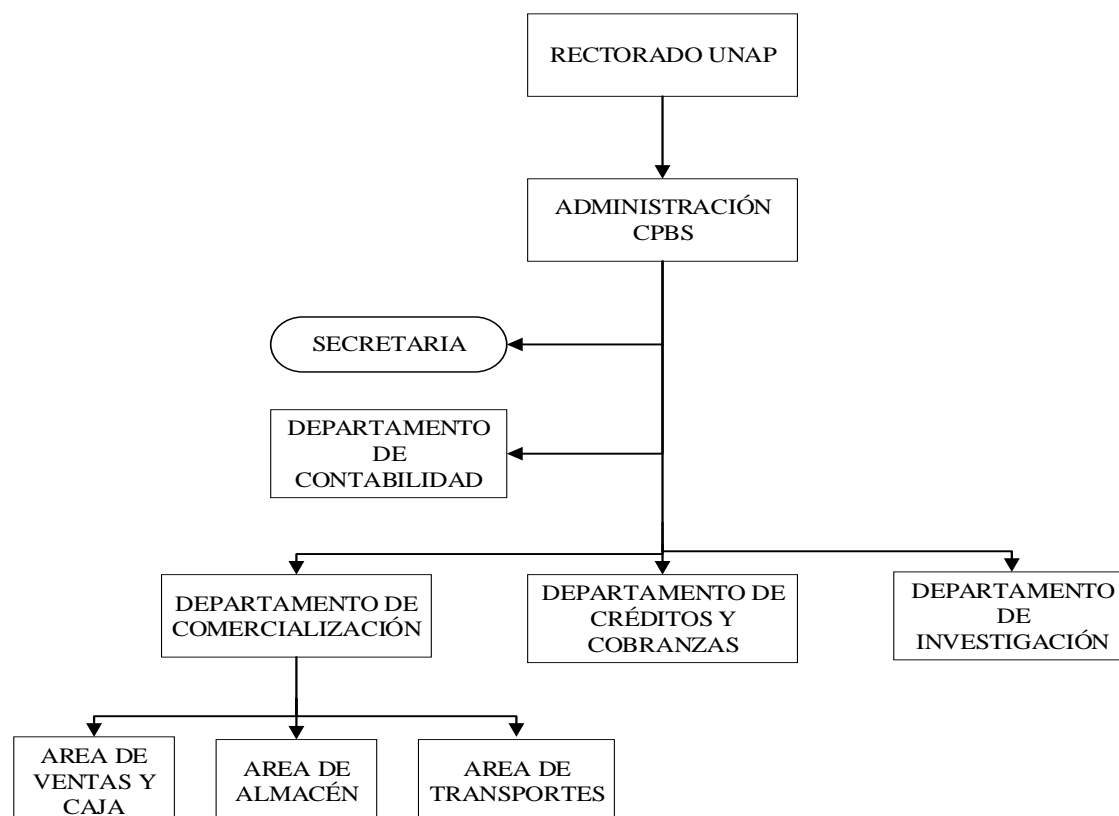 RECTORADO UNAP
ADMINISTRACIÓN
CPBS
SECRETARIA
DEPARTAMENTO
DE
CONTABILIDAD
DEPARTAMENTO DE
COMERCIALIZACIÓN
DEPARTAMENTO DE
CRÉDITOS Y
COBRANZAS
DEPARTAMENTO
DE
INVESTIGACIÓN
AREA DE
VENTAS Y
CAJA
AREA DE
ALMACÉN
AREA DE
TRANSPORTES